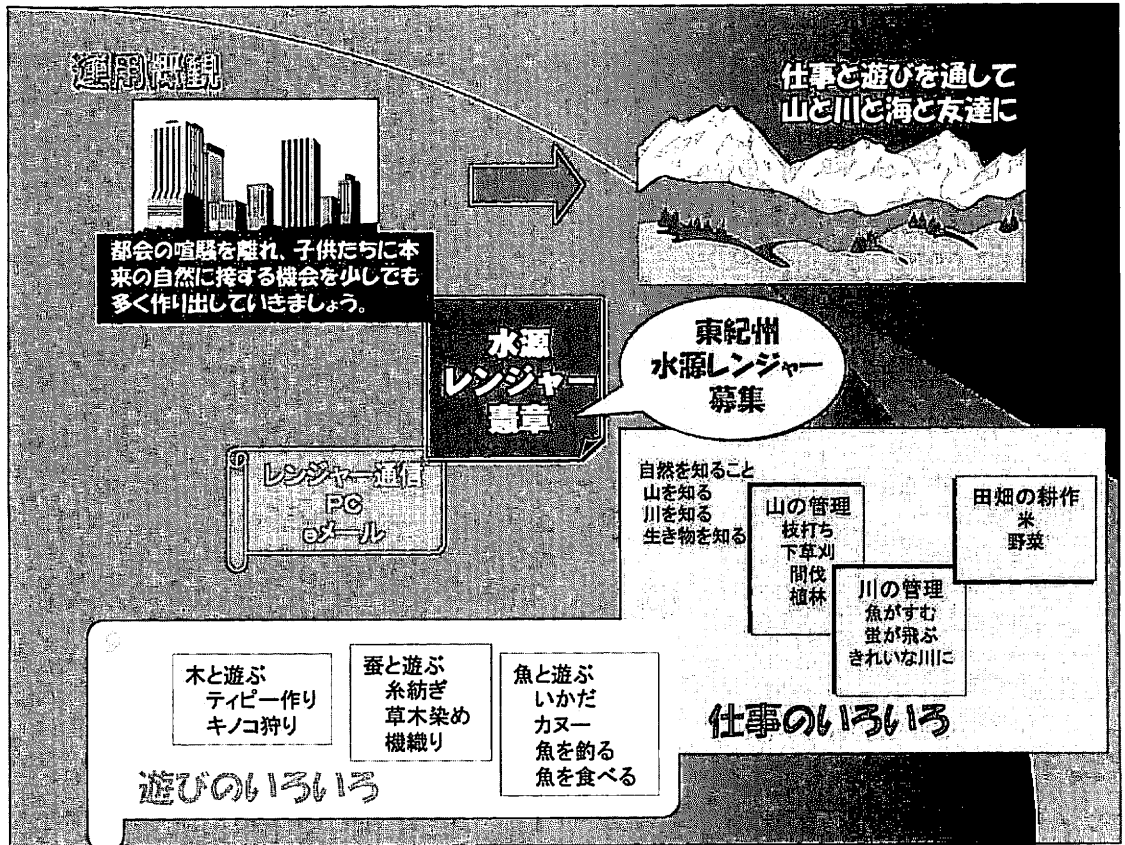 運用概観
仕事と遊びを通して
山と川と海と友達に
都会の喧騒を離れ、子供たちに本
来の自然に接する機会を少しでも
多く作り出していきましょう。
水源
レンジャー
憲章
東紀州
水源レンジャー
募集
レンジャー通信
PC
eメール
自然を知ること
山を知る
川を知る
生き物を知る
山の管理
枝打ち
下草刈
間伐
植林
田畑の耕作
米
野菜
川の管理
魚がすむ
蛍が飛ぶ
きれいな川に
仕事のいろいろ
木と遊ぶ
ティピー作り
キノコ狩り
蚕と遊ぶ
糸紡ぎ
草木染め
機織り
魚と遊ぶ
いかだ
カヌー
魚を釣る
魚を食べる
遊びのいろいろ